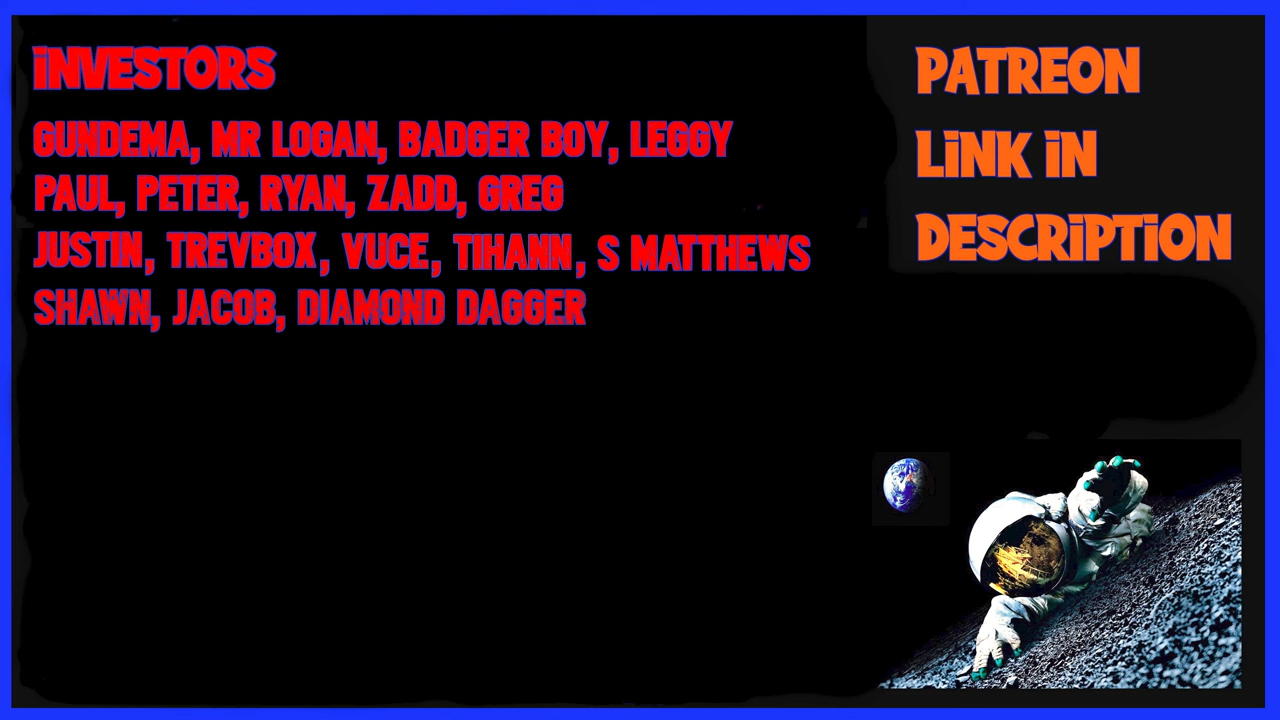 iNVESTORS
GUNDEMA, MR LOGAN, BADGER BOY, LEGGY
PAUL, PETER, RYAN, ZADD, GREG
JUSTIN, TREVBOX, VUCE, TIHANN, S MATTHEWS
SHAWN, JACOB, DIAMOND DAGGER
PATREON
LiNK iN
DESCRiPTiON